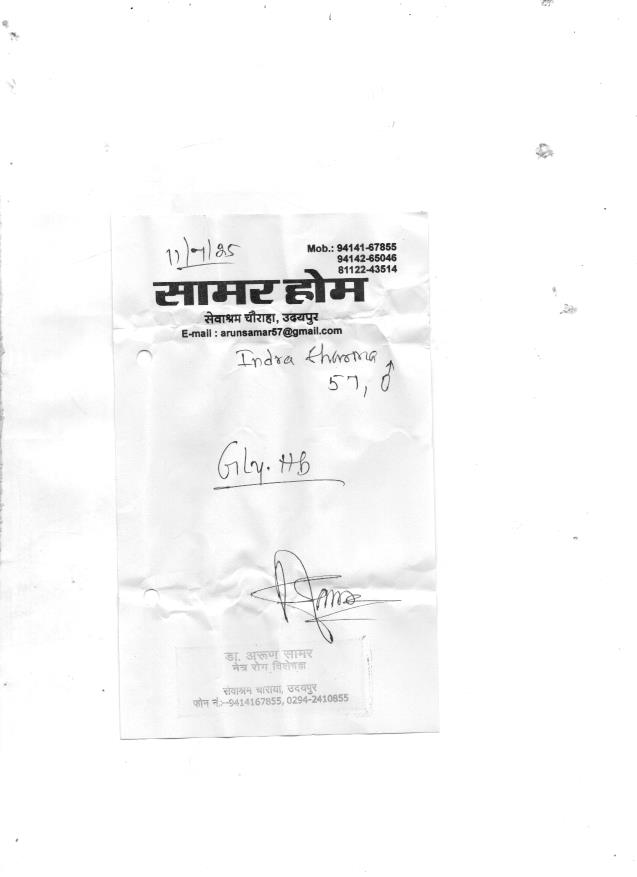 11/7/25
Mob.: 94141-67855
94142-65046
81122-43514
सामर होम
सेवाश्रम चौराहा, उदयपुर
E-mail : arunsamar57@gmail.com
Indra
57, ♂
Gly. HB
डा. अरूण सामर
नेत्र रोग विशेषज्ञ
सेवाश्रम चाराया, उदयपुर
फोन नं:--9414167855, 0294-2410855